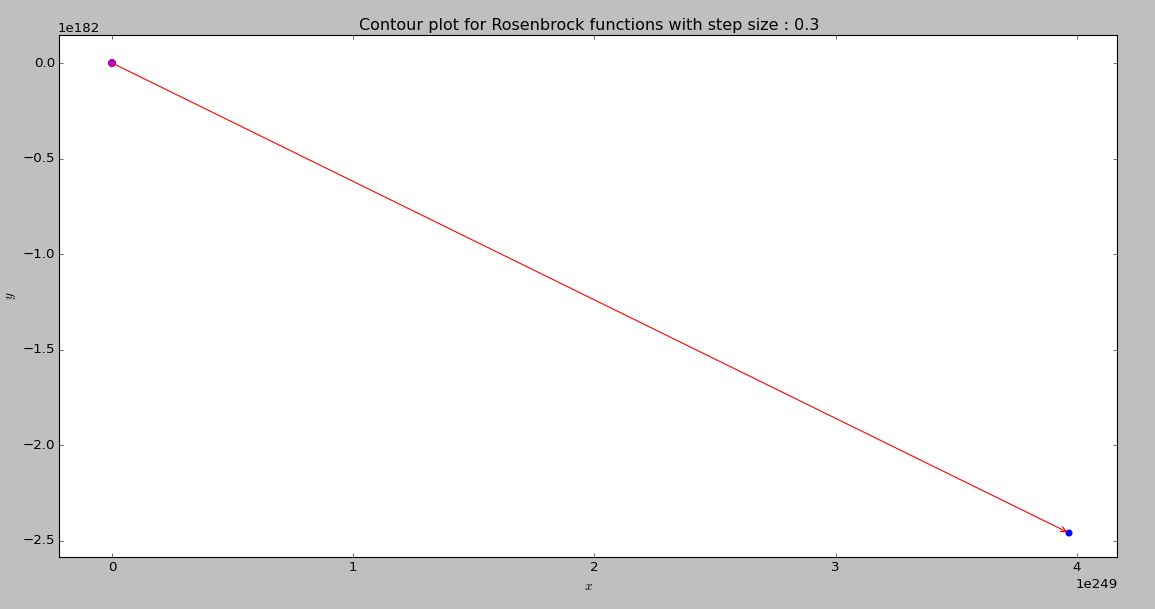 Contour plot for Rosenbrock functions with step size : 0.3
1e182
0.0
−0.5
−1.0
−1.5
−2.0
−2.5
y
0 1 2 3 4
1e249
x